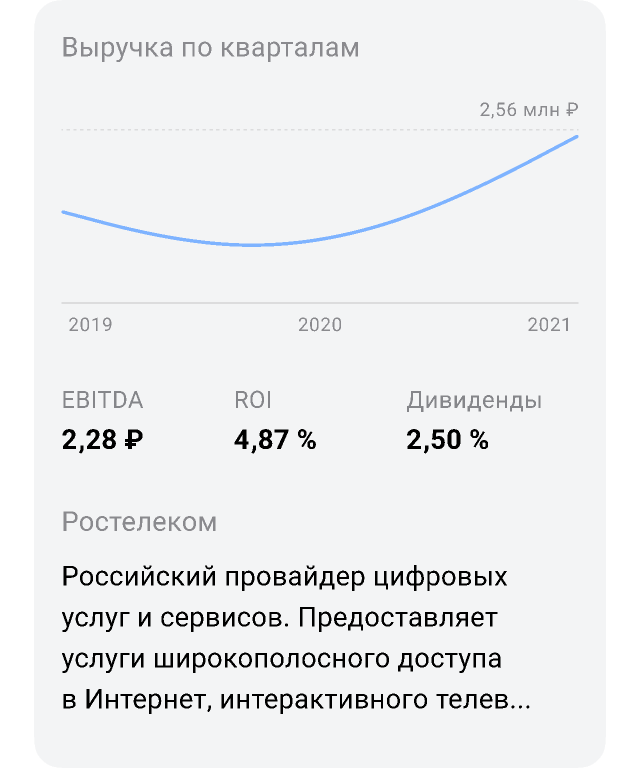 Выручка по кварталам
2,56 млн ₽
2019 2020 2021
EBITDA ROI Дивиденды
2,28 ₽ 4,87 % 2,50 %
Ростелеком
Российский провайдер цифровых
услуг и сервисов. Предоставляет
услуги широкополосного доступа
в Интернет, интерактивного телев...